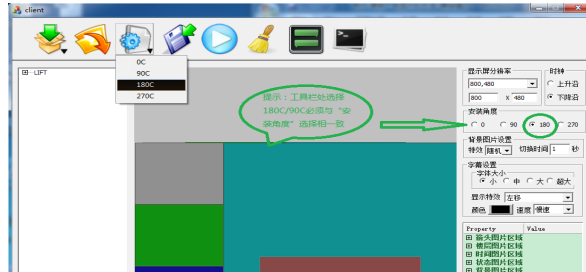 client
0C
90C
180C
270C
LIFT
提示：工具栏处选择
180C/90C必须与“安
装角度”选择相一致
显示屏分辨率
时钟
800,480
上升沿
800 x 480
下降沿
安装角度
0 90 180 270
背景图片设置
特效 随机 切换时间 1 秒
字幕设置
字体大小
小 中 大 超大
显示特效 左移
颜色 速度 慢速
Property Value
箭头图片区域
楼层图片区域
时间图片区域
状态图片区域
背景图片区域